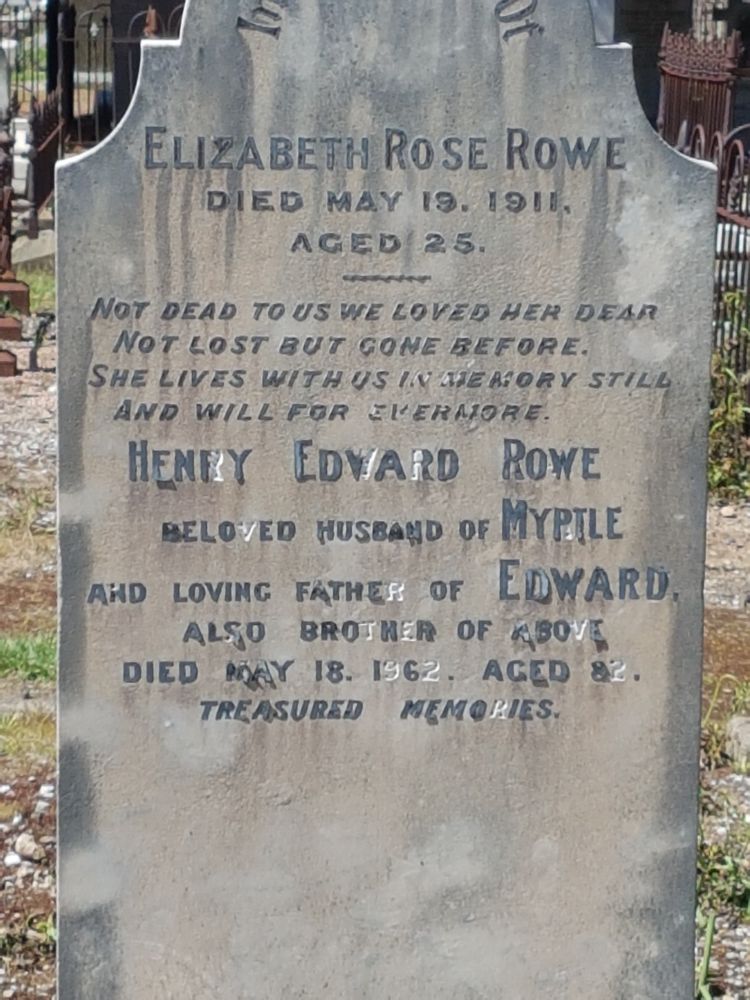 In of
ELIZABETH ROSE ROWE
DIED MAY 19. 1911.
AGED 25.
NOT DEAD TO US WE LOVED HER DEAR
NOT LOST BUT GONE BEFORE.
SHE LIVES WITH US IN MEMORY STILL
AND WILL FOR EVERMORE.
HENRY EDWARD ROWE
BELOVED HUSBAND OF MYRTLE
AND LOVING FATHER OF EDWARD.
ALSO BROTHER OF ABOVE
DIED MAY 18. 1962. AGED 82.
TREASURED MEMORIES.